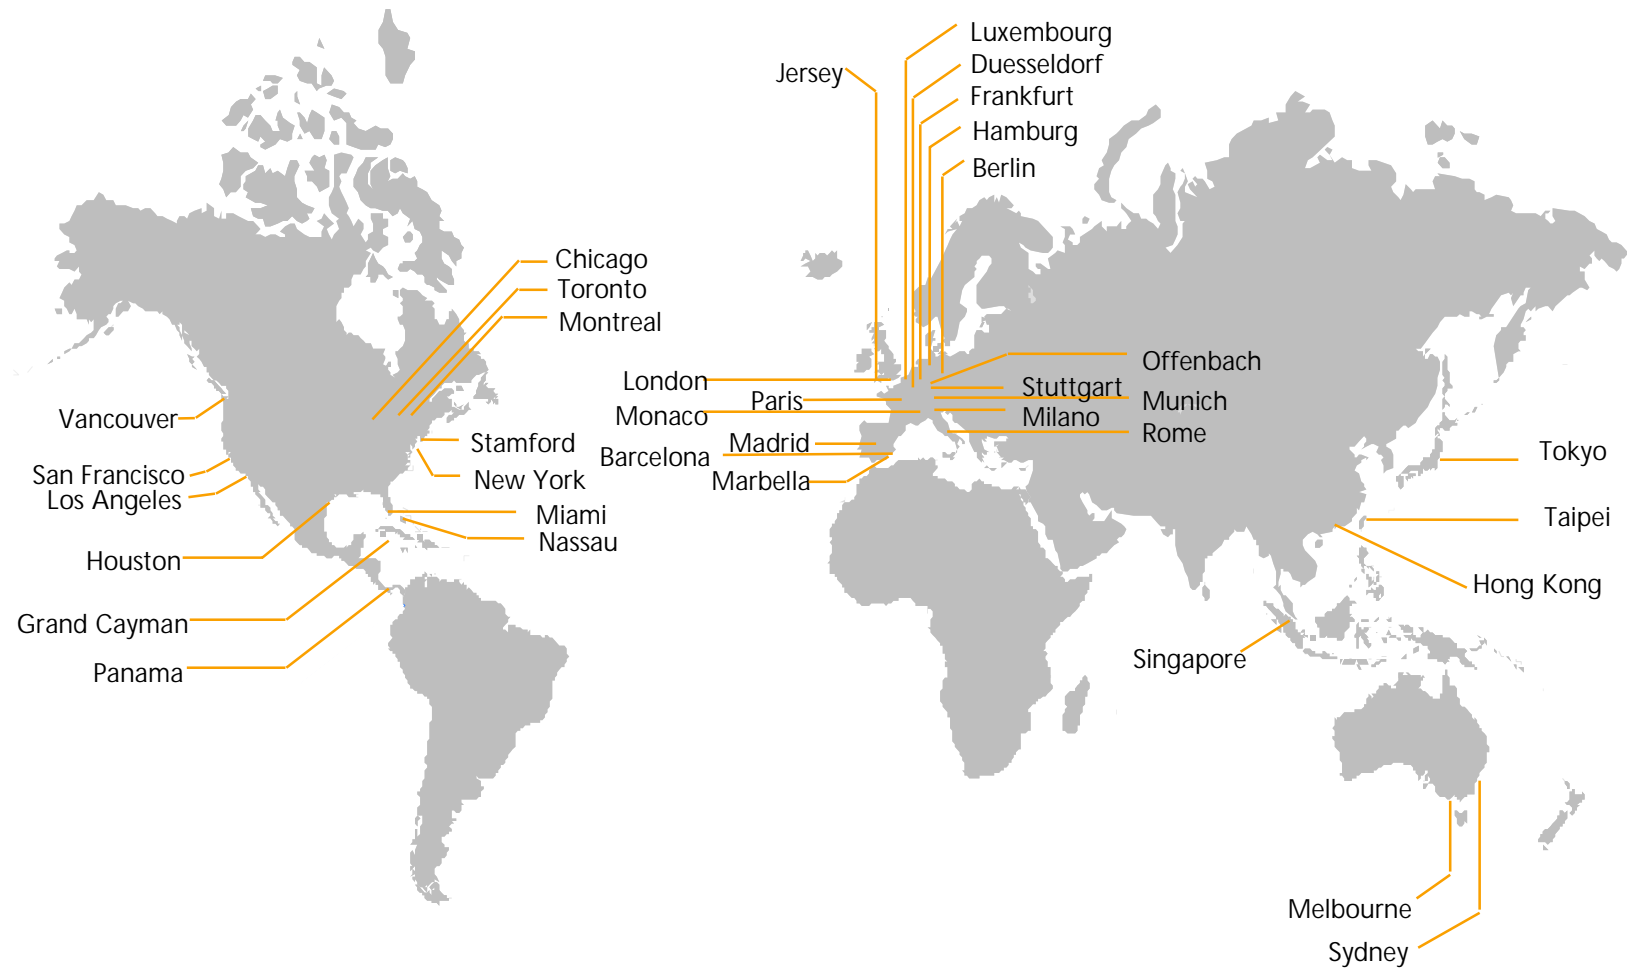 Luxembourg
Duesseldorf
Jersey
Frankfurt
Hamburg
Berlin
Chicago
Toronto
Montreal
Offenbach
London
Stuttgart
Paris
Munich
Monaco
Milano
Vancouver
Rome
Stamford
Madrid
Barcelona
Tokyo
San Francisco
New York
Marbella
Los Angeles
Miami
Taipei
Nassau
Houston
Hong Kong
Grand Cayman
Singapore
Panama
Melbourne
Sydney